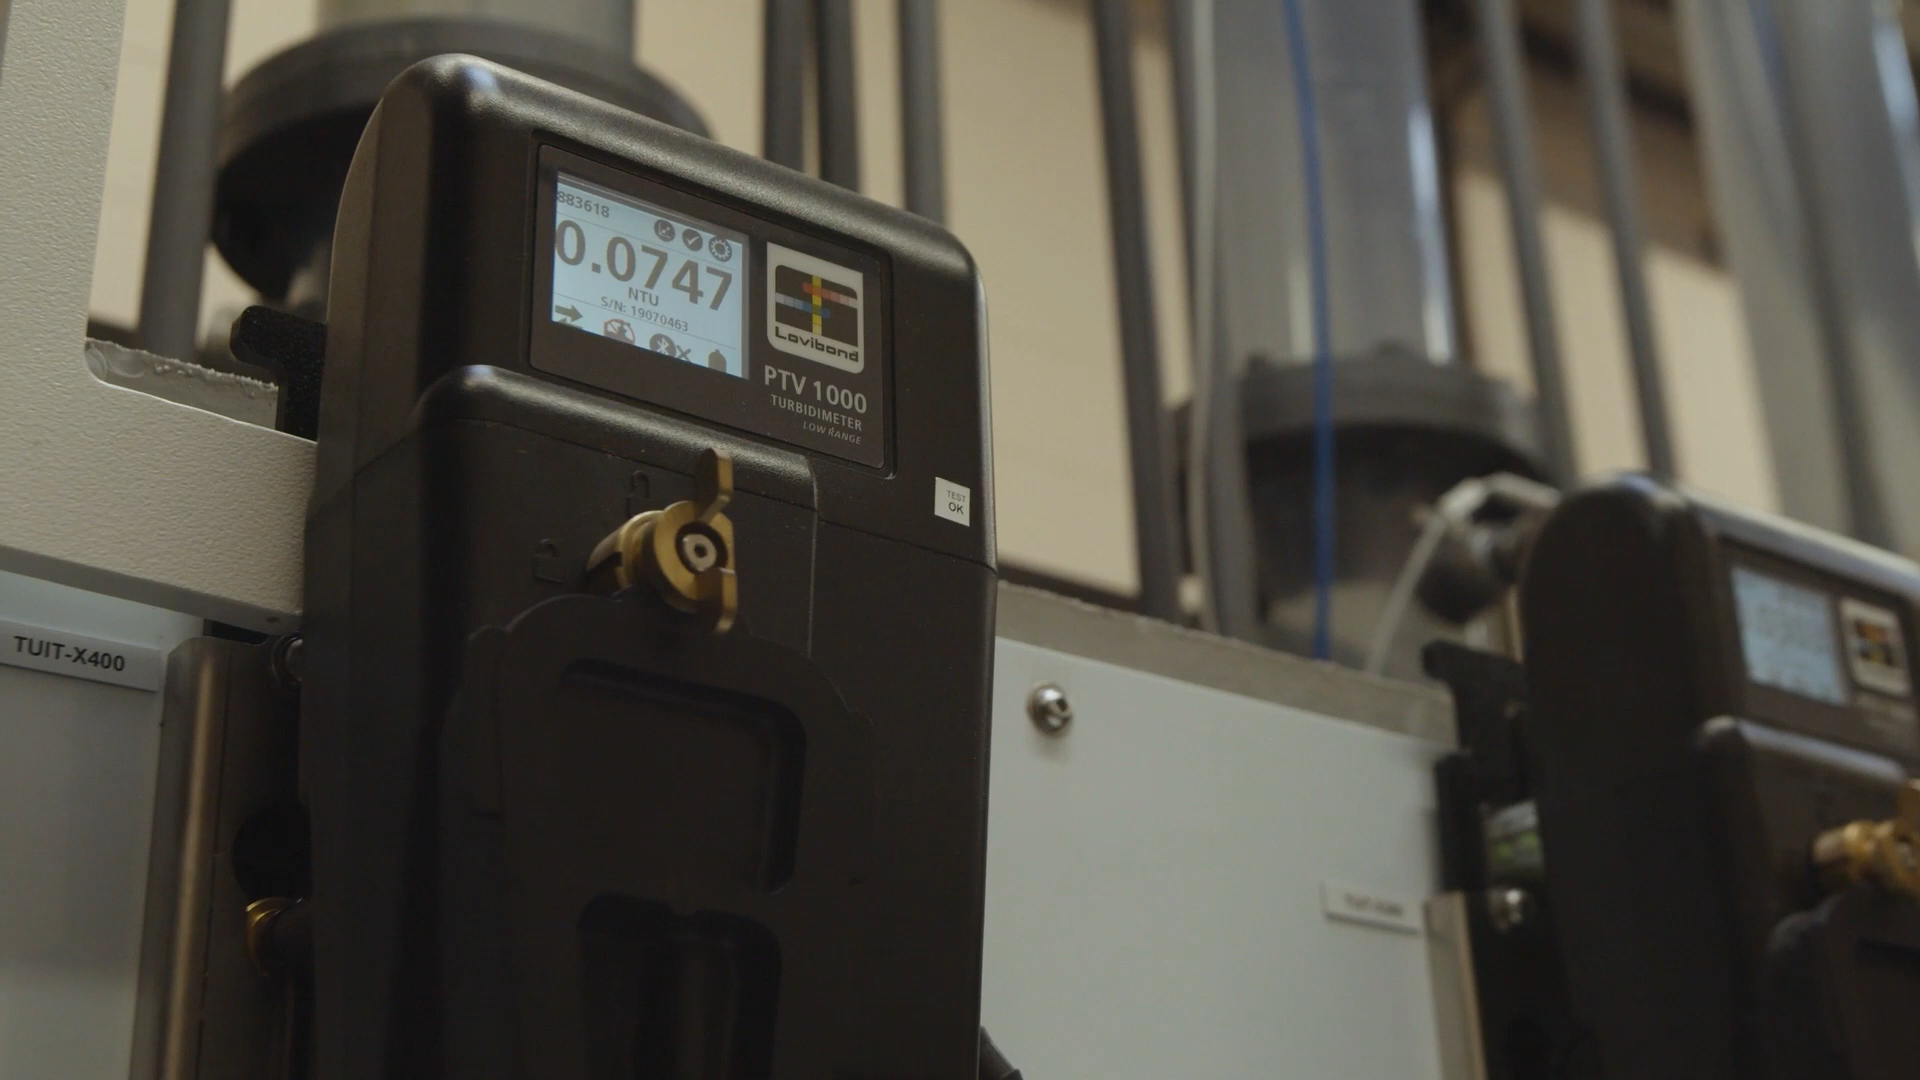 883618
0.0747
NTU
S/N: 19070463
Lovibond
PTV 1000
TURBIDIMETER
LOW RANGE
TEST
OK
TUIT-X400